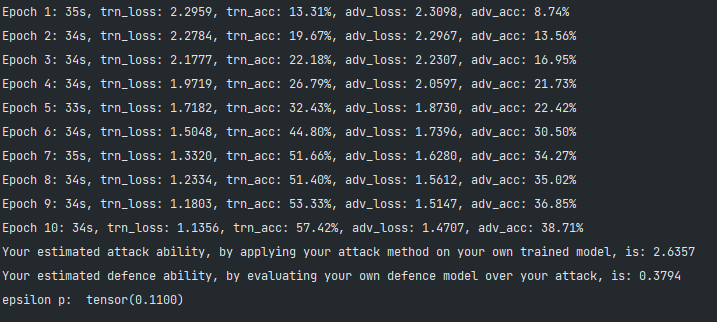 Epoch 1: 35s, trn_loss: 2.2959, trn_acc: 13.31%, adv_loss: 2.3098, adv_acc: 8.74%
Epoch 2: 34s, trn_loss: 2.2784, trn_acc: 19.67%, adv_loss: 2.2967, adv_acc: 13.56%
Epoch 3: 34s, trn_loss: 2.1777, trn_acc: 22.18%, adv_loss: 2.2307, adv_acc: 16.95%
Epoch 4: 34s, trn_loss: 1.9719, trn_acc: 26.79%, adv_loss: 2.0597, adv_acc: 21.73%
Epoch 5: 33s, trn_loss: 1.7182, trn_acc: 32.43%, adv_loss: 1.8730, adv_acc: 22.42%
Epoch 6: 34s, trn_loss: 1.5048, trn_acc: 44.80%, adv_loss: 1.7396, adv_acc: 30.50%
Epoch 7: 35s, trn_loss: 1.3320, trn_acc: 51.66%, adv_loss: 1.6280, adv_acc: 34.27%
Epoch 8: 34s, trn_loss: 1.2334, trn_acc: 51.40%, adv_loss: 1.5612, adv_acc: 35.02%
Epoch 9: 34s, trn_loss: 1.1803, trn_acc: 53.33%, adv_loss: 1.5147, adv_acc: 36.85%
Epoch 10: 34s, trn_loss: 1.1356, trn_acc: 57.42%, adv_loss: 1.4707, adv_acc: 38.71%
Your estimated attack ability, by applying your attack method on your own trained model, is: 2.6357
Your estimated defence ability, by evaluating your own defence model over your attack, is: 0.3794
epsilon p:  tensor(0.1100)